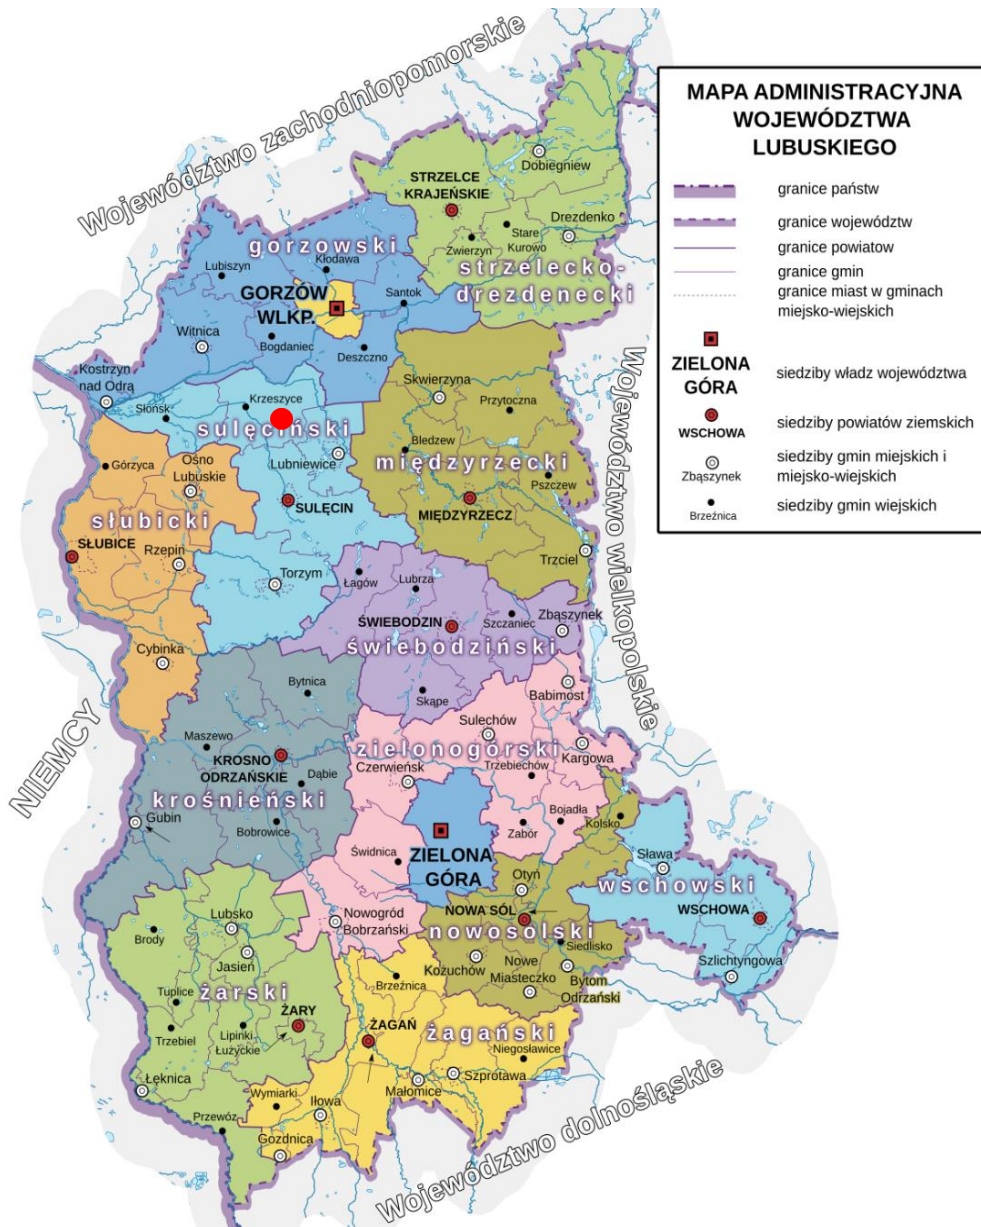 Województwo zachodniopomorskie
MAPA ADMINISTRACYJNA
WOJEWÓDZTWA
LUBUSKIEGO
granice państw
granice województw
granice powiatow
granice gmin
granice miast w gminach
miejsko-wiejskich
ZIELONA
GÓRA
siedziby władz województwa
WSCHOWA
siedziby powiatów ziemskich
Zbąszynek
siedziby gmin miejskich i
miejsko-wiejskich
Brzeźnica
siedziby gmin wiejskich
Dobiegniew
STRZELCE
KRAJEŃSKIE
Drezdenko
Stare
Kurowo
Zwierzyn
strzelecko-
drezdenecki
gorzowski
Kłodawa
Lubiszyn
GORZÓW
WLKP.
Santok
Witnica
Bogdaniec
Deszczno
Kostrzyn
nad Odrą
Województwo wielkopolskie
Skwierzyna
Przytoczna
Krzeszyce
Słońsk
sulęciński
Lubniewice
Bledzew
międzyrzecki
Pszczew
Górzyca
Ośno
Lubuskie
SULĘCIN
MIĘDZYRZECZ
słubicki
SŁUBICE
Rzepin
Torzym
Trzciel
Łagów
Lubrza
ŚWIEBODZIN
Szczaniec
Zbąszynek
świebodziński
Cybinka
Bytnica
Skąpe
Babimost
NIEMCY
Maszewo
KROSNO
ODRZAŃSKIE
Sulechów
zielonogórski
Kargowa
Trzebiechów
Czerwieńsk
Dąbie
krośnieński
Gubin
Bobrowice
Bojadła
Zabór
Kolsko
Świdnica
ZIELONA
GÓRA
Sława
Otyń
wschowski
WSCHOWA
NOWA SÓL
nowosolski
Nowogród
Bobrzański
Lubsko
Brody
Jasień
Siedlisko
Kożuchów
Nowe
Miasteczko
Bytom
Odrzański
Szlichtyngowa
Brzeźnica
Tuplice
żarski
ŻARY
Trzebiel
Lipinki
Łużyckie
ŻAGAŃ
żagański
Niegosławice
Łęknica
Wymiarki
Iłowa
Małomice
Szprotawa
Przewóz
Gozdnica
Województwo dolnośląskie